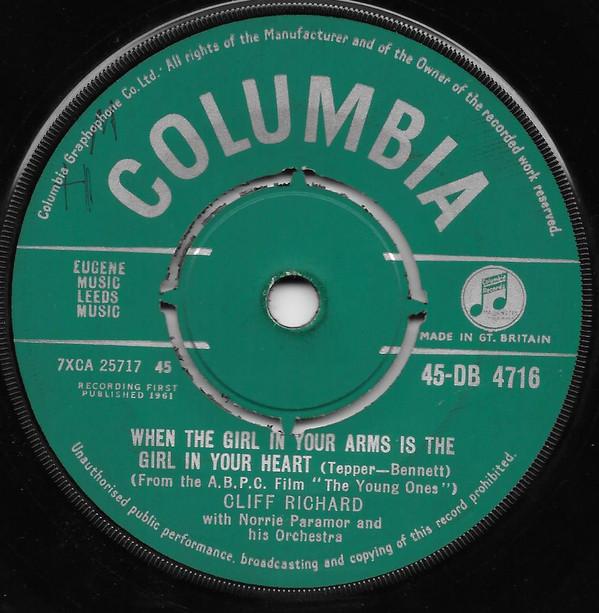 Columbia Graphophone Co. Ltd. · All rights of the Manufacturer and of the Owner of the recorded work reserved.
COLUMBIA
EUGENE
MUSIC
LEEDS
MUSIC
Columbia
Records
MADE IN GT. BRITAIN
7XCA 25717 45
45-DB 4716
RECORDING FIRST
PUBLISHED 1961
WHEN THE GIRL IN YOUR ARMS IS THE
GIRL IN YOUR HEART (Tepper—Bennett)
(From the A.B.P.C. Film "The Young Ones")
CLIFF RICHARD
with Norrie Paramor and
his Orchestra
Unauthorised public performance, broadcasting and copying of this record prohibited.